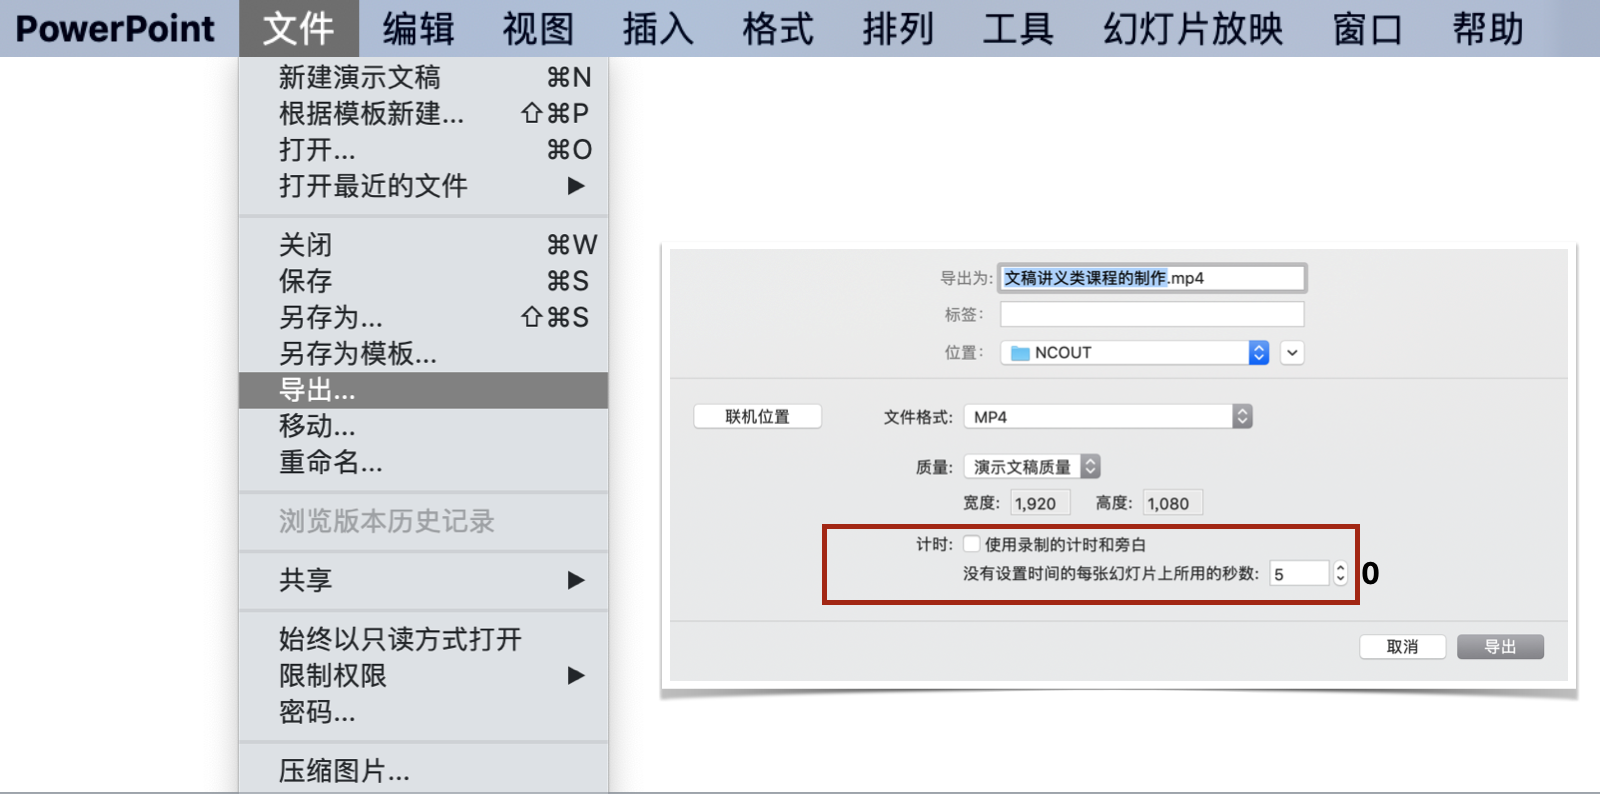 PowerPoint 文件 编辑 视图 插入 格式 排列 工具 幻灯片放映 窗口 帮助
新建演示文稿 ⌘N
根据模板新建... ⇧⌘P
打开... ⌘O
打开最近的文件 ▶
关闭 ⌘W
保存 ⌘S
另存为... ⇧⌘S
另存为模板...
导出...
移动...
重命名...
浏览版本历史记录
共享 ▶
始终以只读方式打开
限制权限 ▶
密码...
压缩图片...
导出为: 文稿讲义类课程的制作.mp4
标签:
位置: NCOUT
联机位置 文件格式: MP4
质量: 演示文稿质量
宽度: 1,920 高度: 1,080
计时: 使用录制的计时和旁白
没有设置时间的每张幻灯片上所用的秒数: 5 0
取消 导出